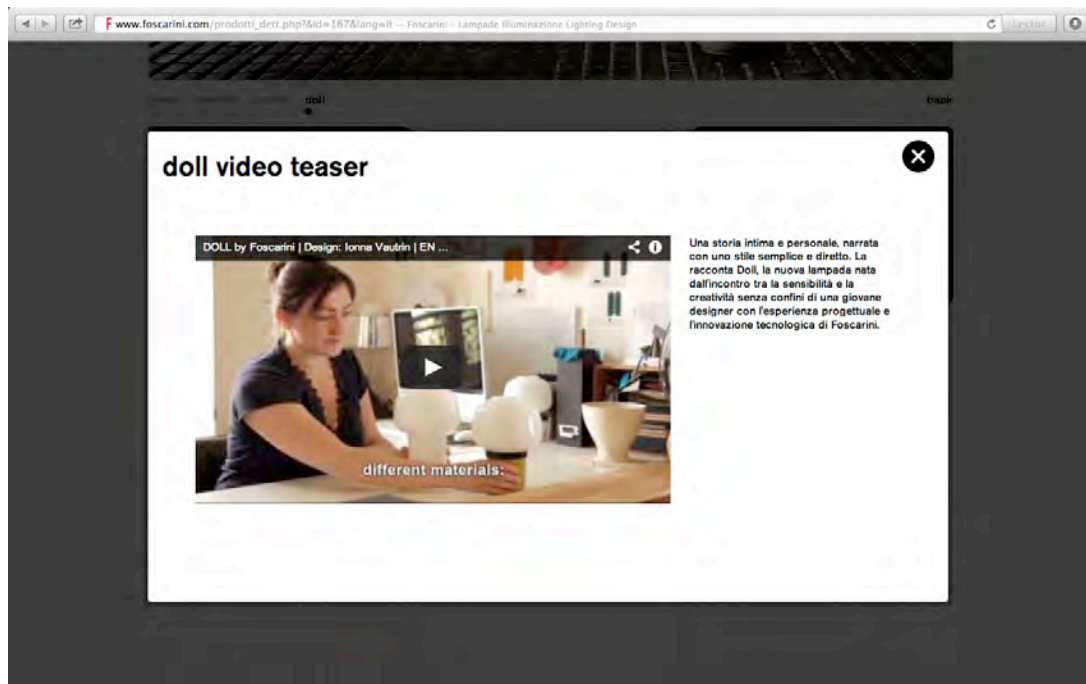 www.foscarini.com/prodotti_dett.php?&id=167&lang=it — Foscarini - Lampade Illuminazione Lighting Design
Lector
doll
back
doll video teaser
DOLL by Foscarini | Design: Ionna Vautrin | EN ...
different materials:
Una storia intima e personale, narrata
con uno stile semplice e diretto. La
racconta Doll, la nuova lampada nata
dall'incontro tra la sensibilità e la
creatività senza confini di una giovane
designer con l'esperienza progettuale e
l'innovazione tecnologica di Foscarini.